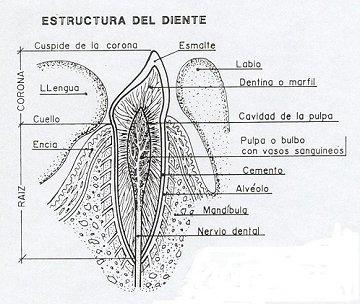 ESTRUCTURA DEL DIENTE
Cuspide de la corona
Esmalte
Labio
Dentina o marfil
LLengua
CORONA
Cuello
Cavidad de la pulpa
Encia
Pulpa o bulbo
con vasos sanguineos
Cemento
Alvéolo
RAIZ
Mandíbula
Nervio dental